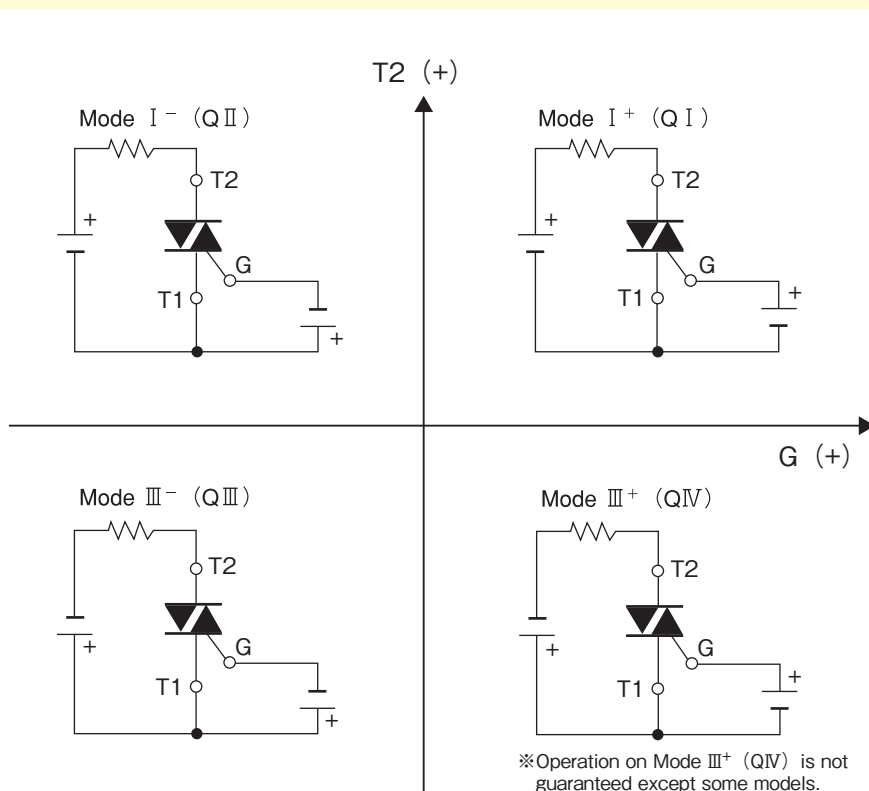 T2 (+)
Mode Ⅰ⁻ (QⅡ)
+
T2
G
T1
+
Mode Ⅰ⁺ (QⅠ)
+
T2
G
T1
+
G (+)
Mode Ⅲ⁻ (QⅢ)
T2
+
G
T1
+
Mode Ⅲ⁺ (QⅣ)
T2
+
G
T1
+
※Operation on Mode Ⅲ⁺ (QⅣ) is not
guaranteed except some models.